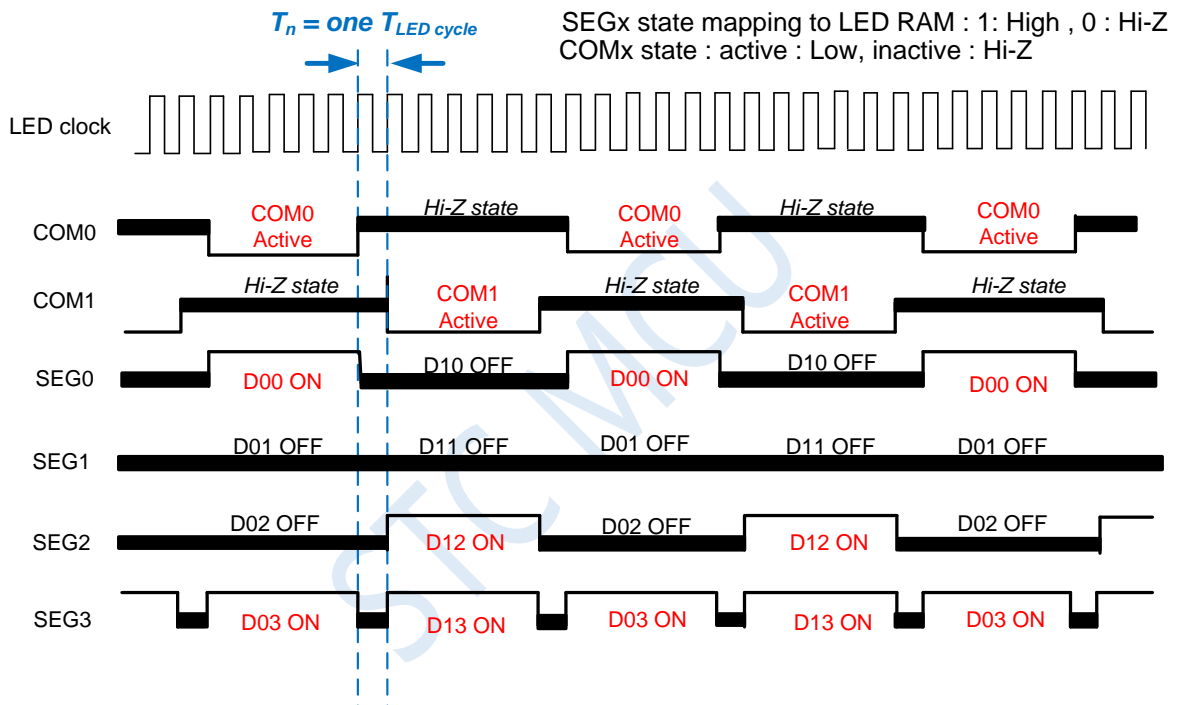 Tn = one TLED cycle
SEGx state mapping to LED RAM : 1: High , 0 : Hi-Z
COMx state : active : Low, inactive : Hi-Z
LED clock
COM0
COM0 Active
Hi-Z state
COM0 Active
Hi-Z state
COM0 Active
COM1
Hi-Z state
COM1 Active
Hi-Z state
COM1 Active
Hi-Z state
SEG0
D00 ON
D10 OFF
D00 ON
D10 OFF
D00 ON
SEG1
D01 OFF
D11 OFF
D01 OFF
D11 OFF
D01 OFF
SEG2
D02 OFF
D12 ON
D02 OFF
D12 ON
D02 OFF
SEG3
D03 ON
D13 ON
D03 ON
D13 ON
D03 ON
STC MCU